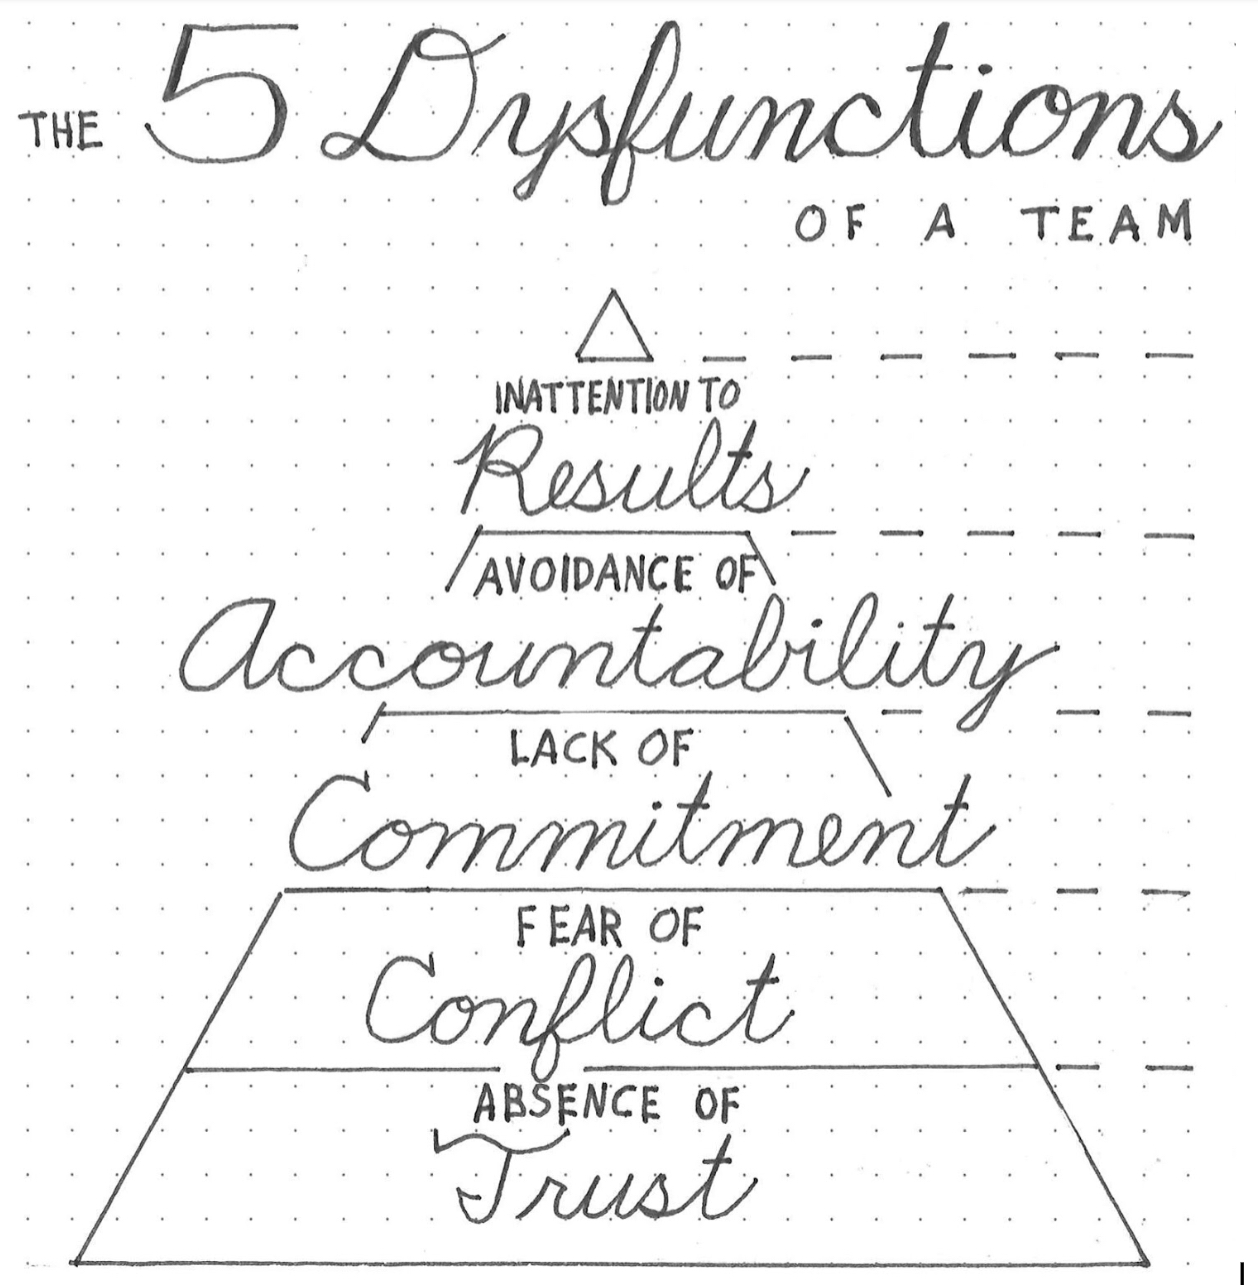 THE 5 Dysfunctions
OF A TEAM
INATTENTION TO
Results
AVOIDANCE OF
Accountability
LACK OF
Commitment
FEAR OF
Conflict
ABSENCE OF
Trust